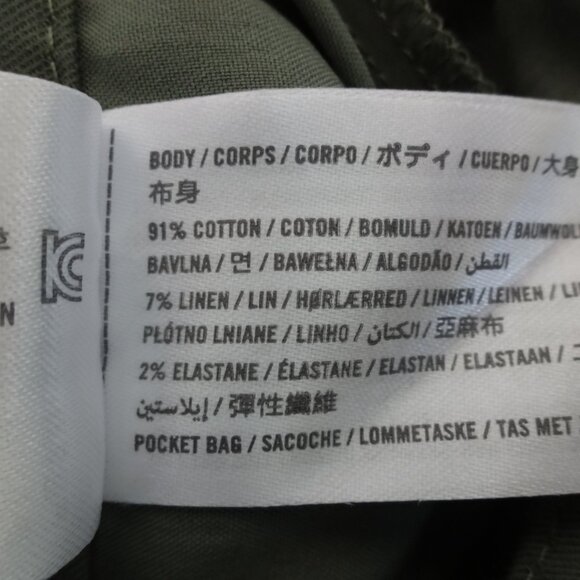 BODY / CORPS / CORPO / ボディ / CUERPO / 大身
布身
91% COTTON / COTON / BOMULD / KATOEN / BAUMWOLL
BAVLNA / 면 / BAWEŁNA / ALGODÃO / القطن
7% LINEN / LIN / HØRLÆRRED / LINNEN / LEINEN / LI
PŁÓTNO LNIANE / LINHO / الكتان / 亞麻布
2% ELASTANE / ÉLASTANE / ELASTAN / ELASTAAN /
إيلاستين / 彈性纖維
POCKET BAG / SACOCHE / LOMMETASKE / TAS MET